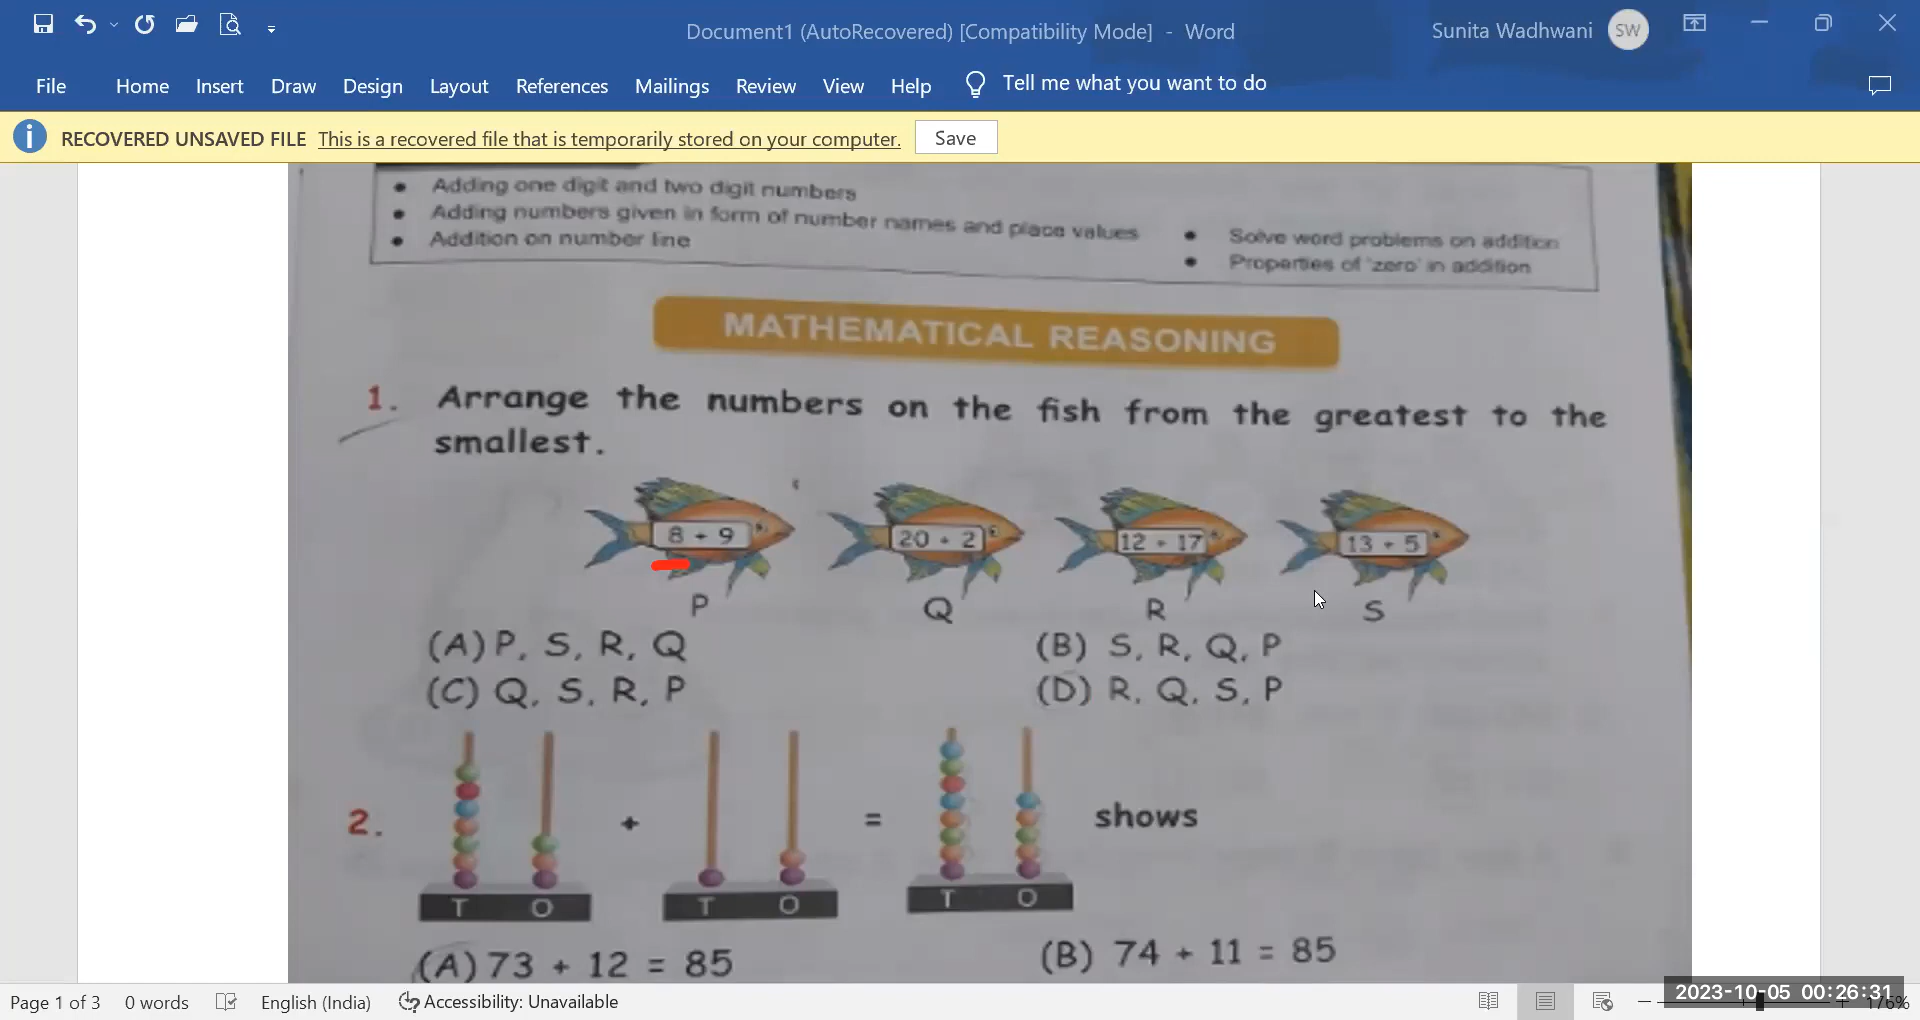 Document1 (AutoRecovered) [Compatibility Mode] - Word
Sunita Wadhwani SW
File Home Insert Draw Design Layout References Mailings Review View Help Tell me what you want to do
RECOVERED UNSAVED FILE This is a recovered file that is temporarily stored on your computer. Save
• Adding one digit and two digit numbers
• Adding numbers given in form of number names and place values
• Addition on number line
• Solve word problems on addition
• Properties of 'zero' in addition
MATHEMATICAL REASONING
1. Arrange the numbers on the fish from the greatest to the
smallest.
8 + 9 20 + 2 12 + 17 13 + 5
P Q R S
(A) P, S, R, Q (B) S, R, Q, P
(C) Q, S, R, P (D) R, Q, S, P
2. + = shows
T O T O T O
(A) 73 + 12 = 85 (B) 74 + 11 = 85
Page 1 of 3 0 words English (India) Accessibility: Unavailable 176%
2023-10-05 00:26:31